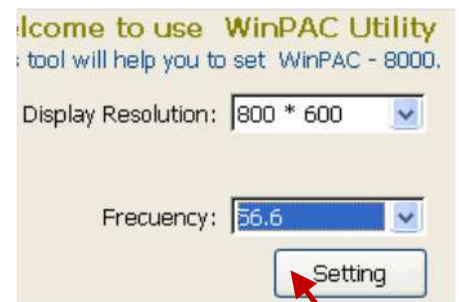 lcome to use WinPAC Utility
s tool will help you to set WinPAC - 8000.
Display Resolution: 800 * 600
Frecuency: 56.6
Setting